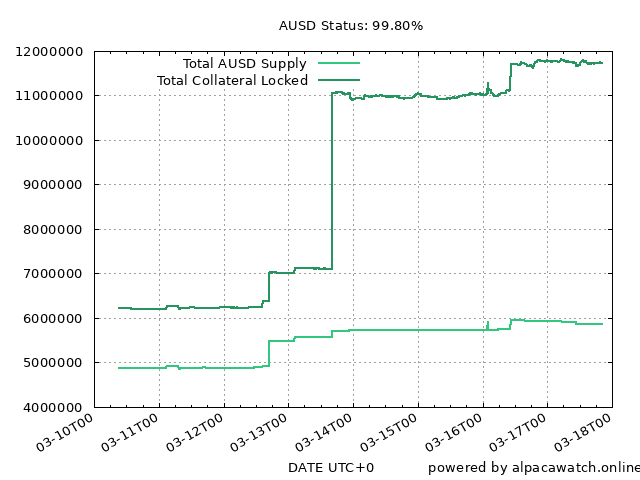 AUSD Status: 99.80%
12000000
11000000
10000000
9000000
8000000
7000000
6000000
5000000
4000000
Total AUSD Supply
Total Collateral Locked
03-10T00
03-11T00
03-12T00
03-13T00
03-14T00
03-15T00
03-16T00
03-17T00
03-18T00
DATE UTC+0
powered by alpacawatch.online